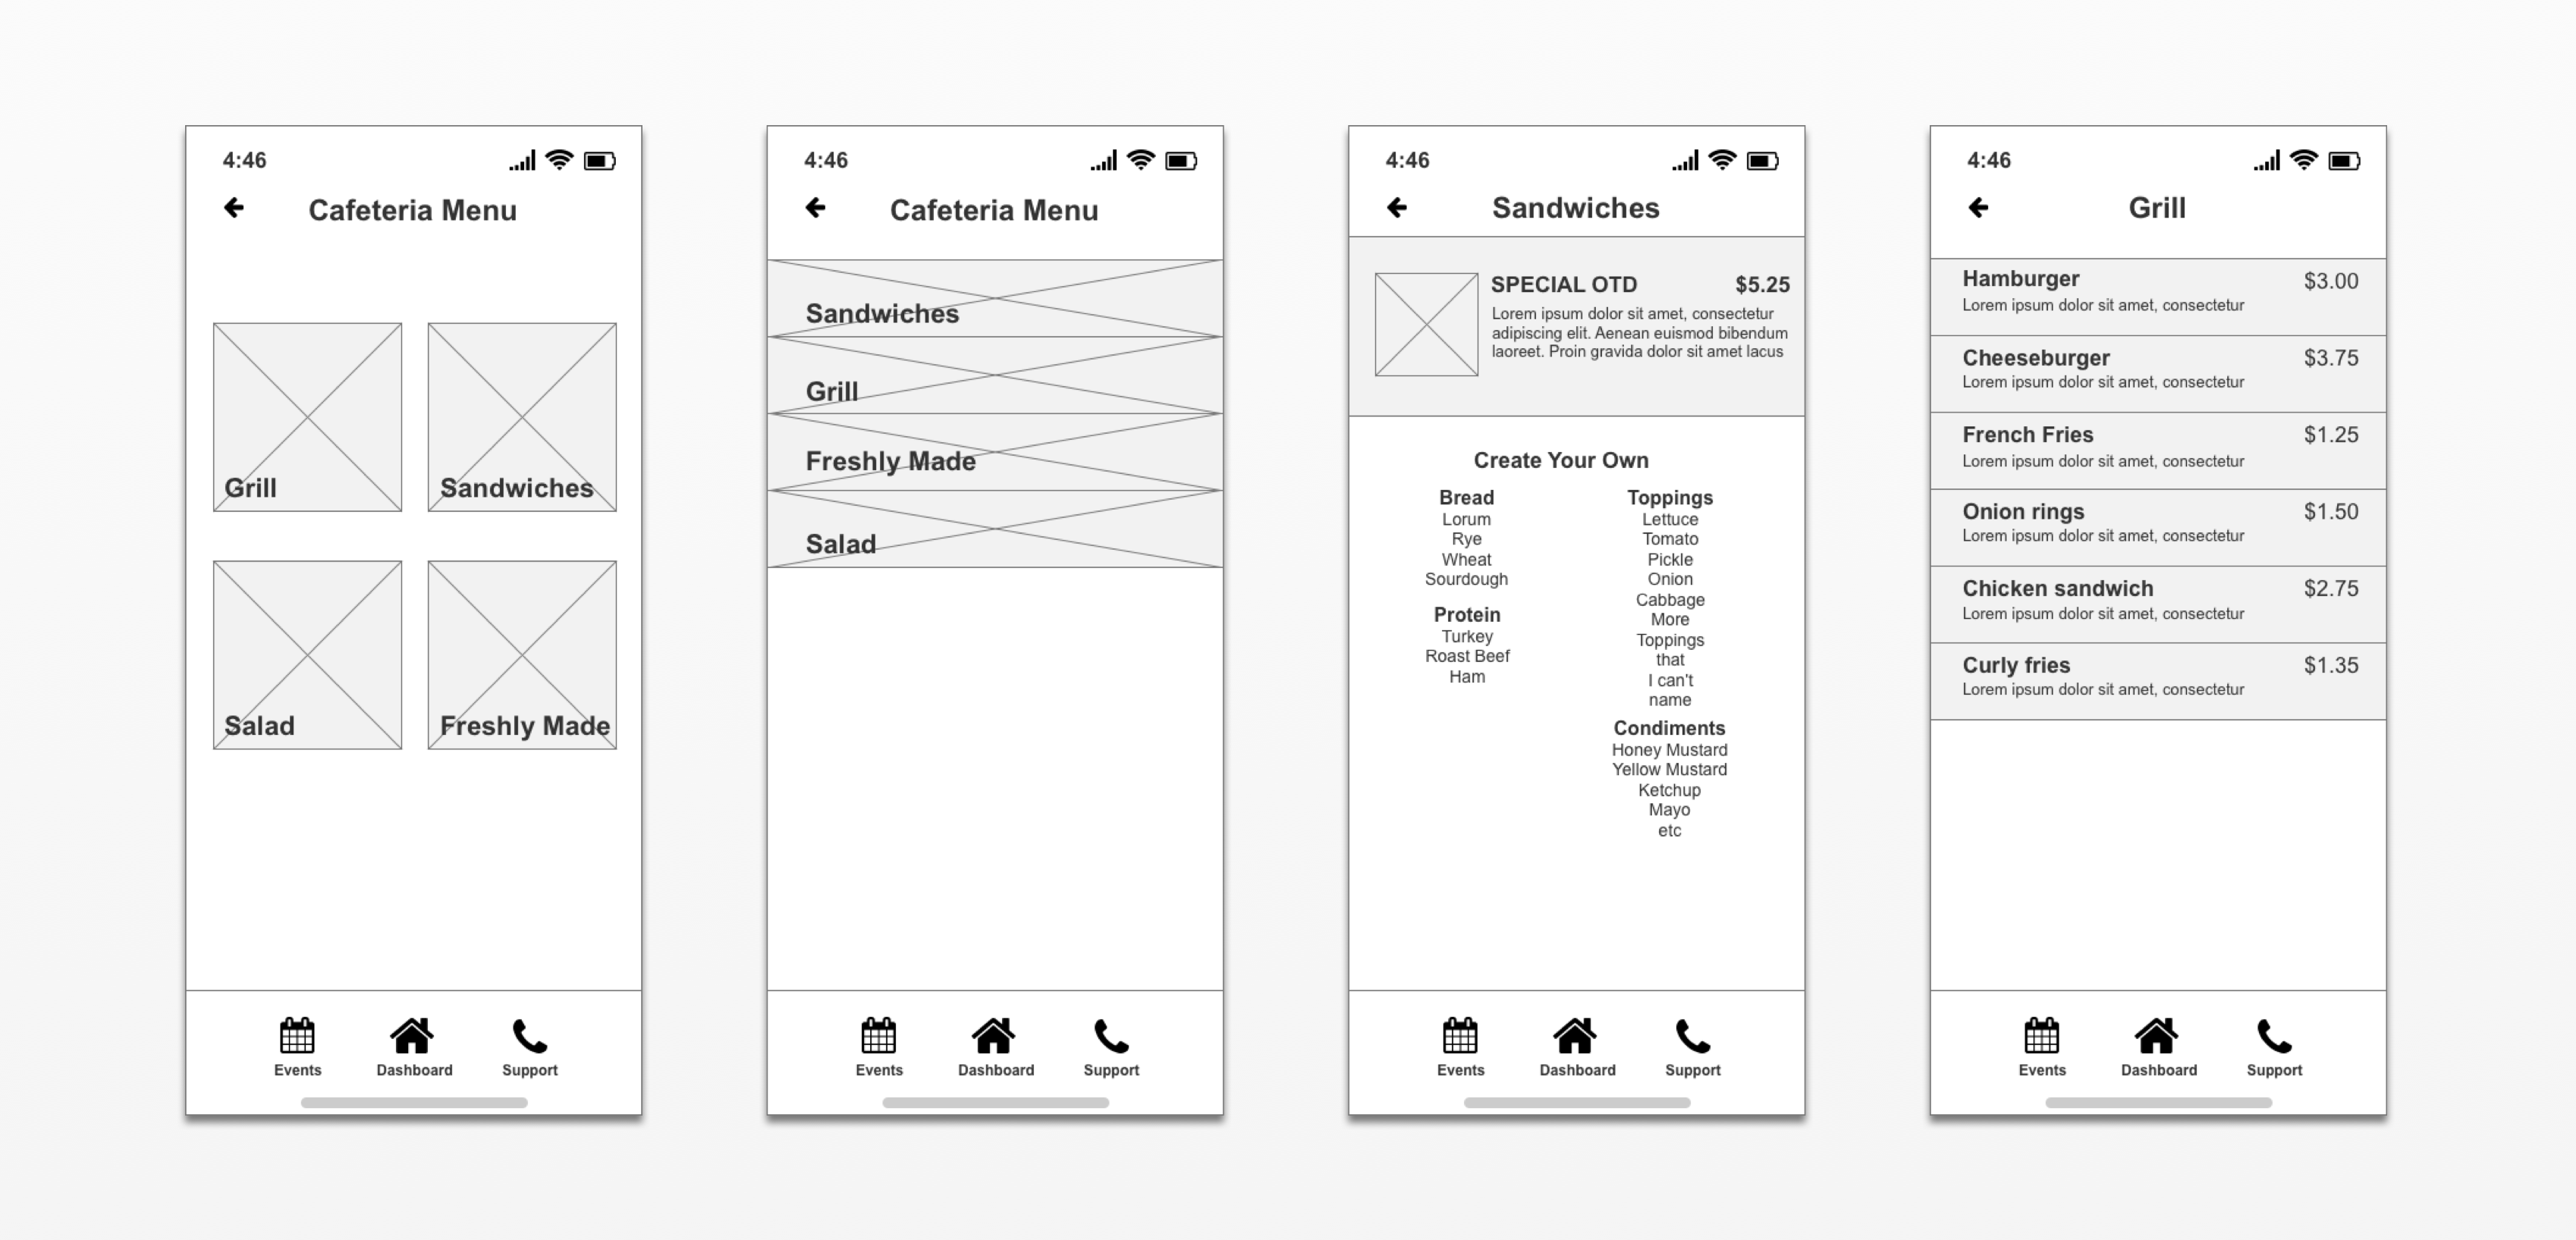 4:46
Cafeteria Menu
Grill
Sandwiches
Salad
Freshly Made
Events
Dashboard
Support
4:46
Cafeteria Menu
Sandwiches
Grill
Freshly Made
Salad
Events
Dashboard
Support
4:46
Sandwiches
SPECIAL OTD $5.25
Lorem ipsum dolor sit amet, consectetur
adipiscing elit. Aenean euismod bibendum
laoreet. Proin gravida dolor sit amet lacus
Create Your Own
Bread
Lorum
Rye
Wheat
Sourdough
Protein
Turkey
Roast Beef
Ham
Toppings
Lettuce
Tomato
Pickle
Onion
Cabbage
More
Toppings
that
I can't
name
Condiments
Honey Mustard
Yellow Mustard
Ketchup
Mayo
etc
Events
Dashboard
Support
4:46
Grill
Hamburger $3.00
Lorem ipsum dolor sit amet, consectetur
Cheeseburger $3.75
Lorem ipsum dolor sit amet, consectetur
French Fries $1.25
Lorem ipsum dolor sit amet, consectetur
Onion rings $1.50
Lorem ipsum dolor sit amet, consectetur
Chicken sandwich $2.75
Lorem ipsum dolor sit amet, consectetur
Curly fries $1.35
Lorem ipsum dolor sit amet, consectetur
Events
Dashboard
Support